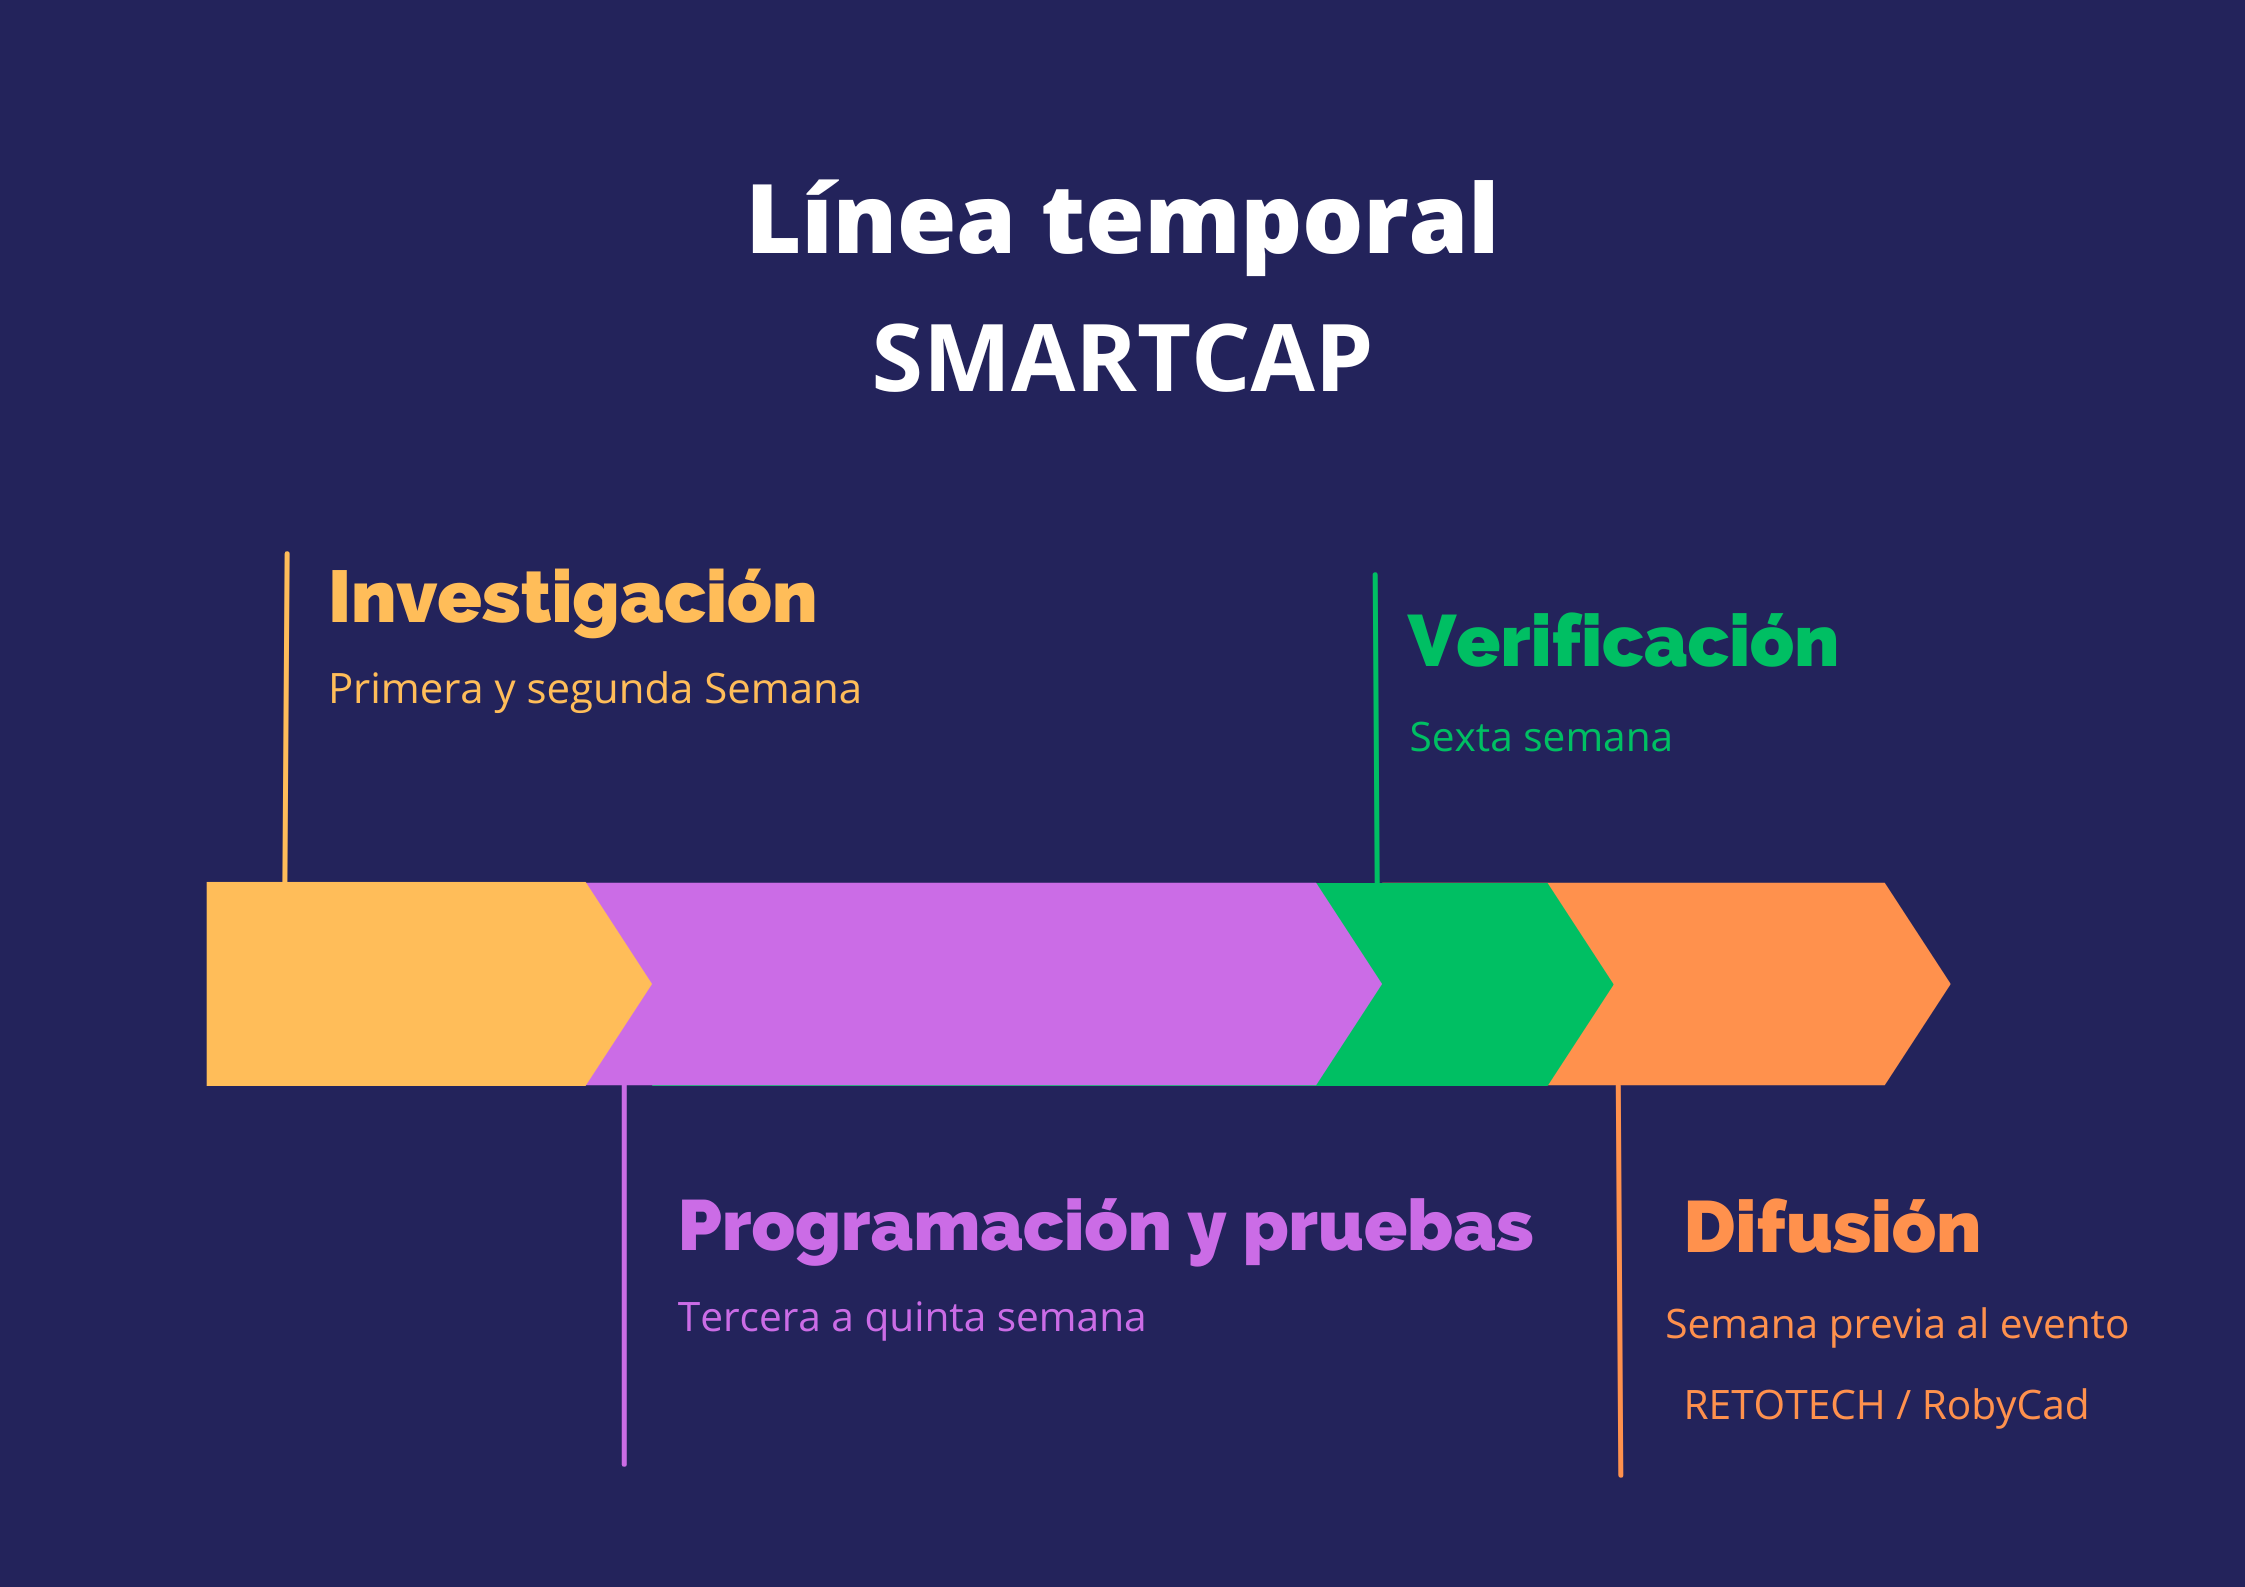 Línea temporal
SMARTCAP
Investigación
Primera y segunda Semana
Verificación
Sexta semana
Programación y pruebas
Tercera a quinta semana
Difusión
Semana previa al evento
RETOTECH / RobyCad